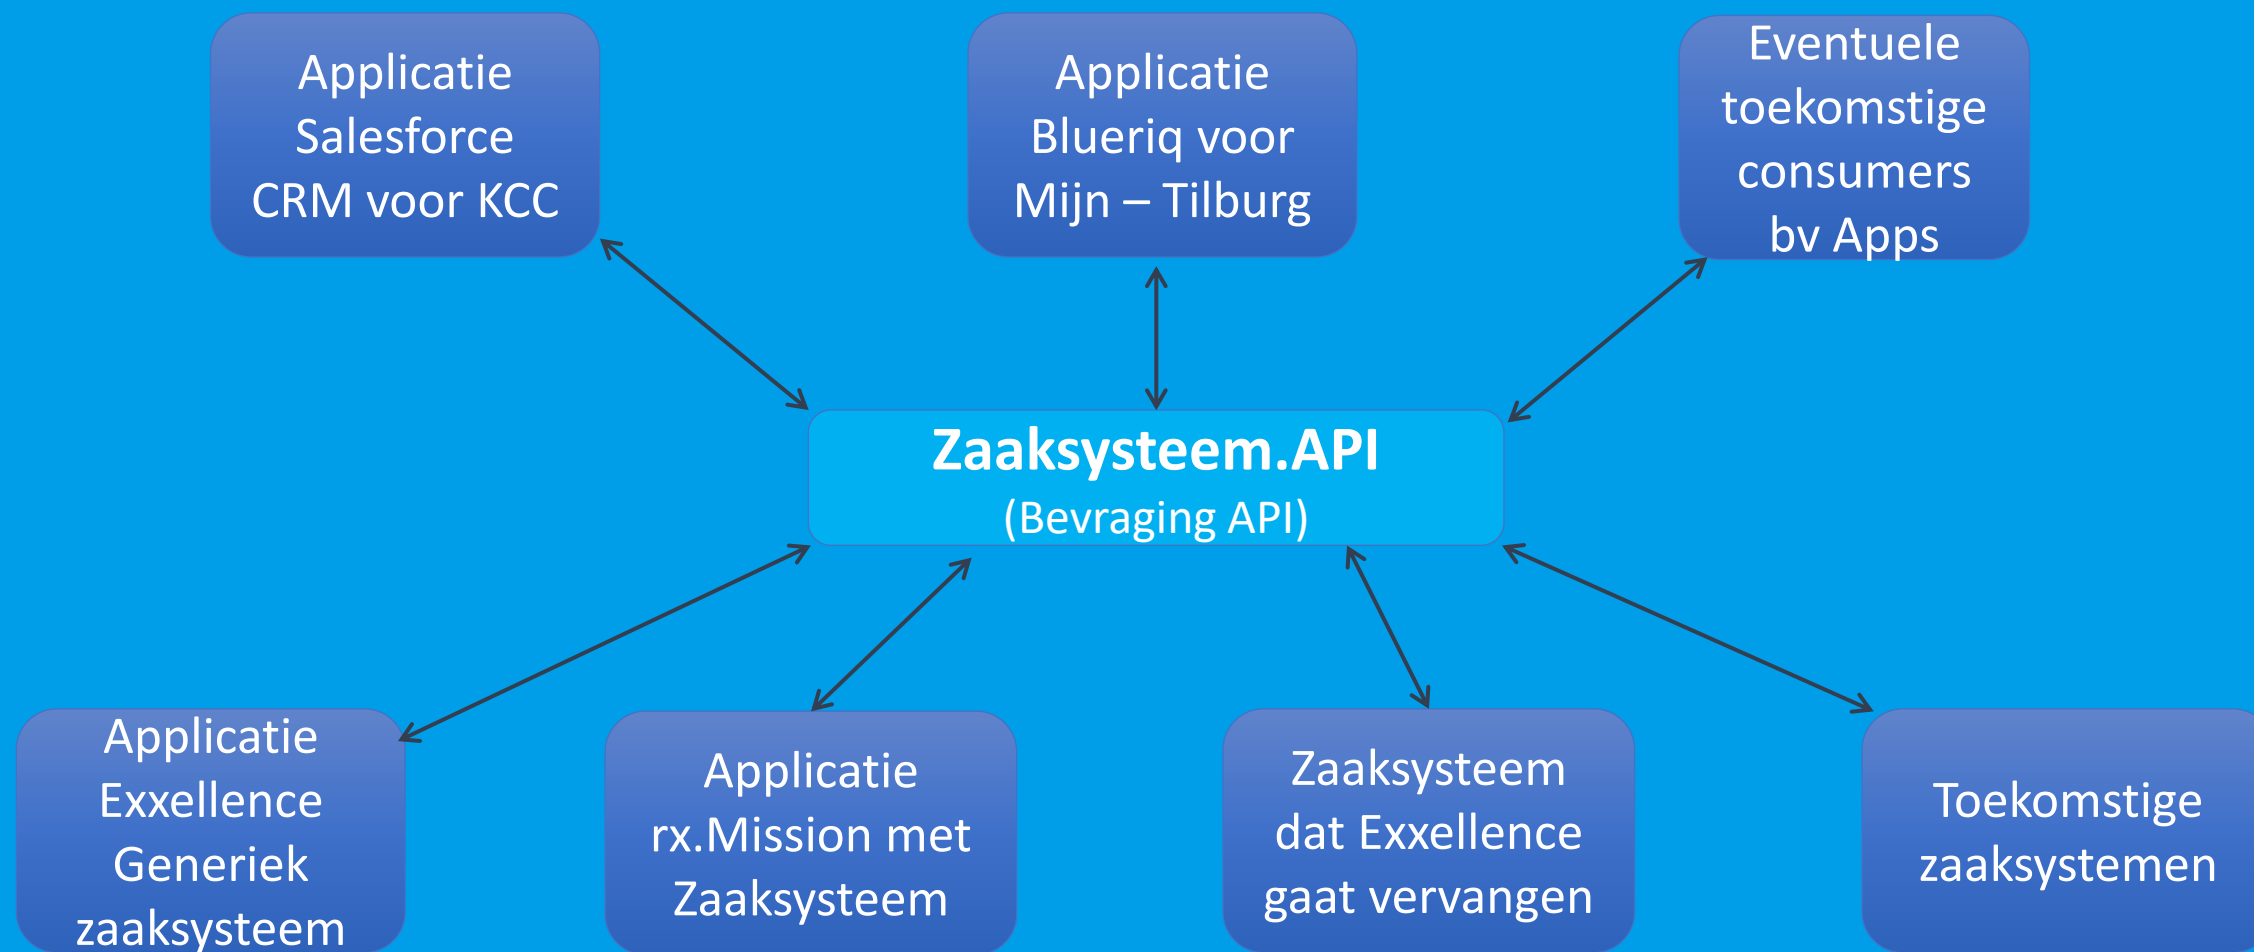 Applicatie
Salesforce
CRM voor KCC
Applicatie
Blueriq voor
Mijn – Tilburg
Eventuele
toekomstige
consumers
bv Apps
Zaaksysteem.API
(Bevraging API)
Applicatie
Exxellence
Generiek
zaaksysteem
Applicatie
rx.Mission met
Zaaksysteem
Zaaksysteem
dat Exxellence
gaat vervangen
Toekomstige
zaaksystemen